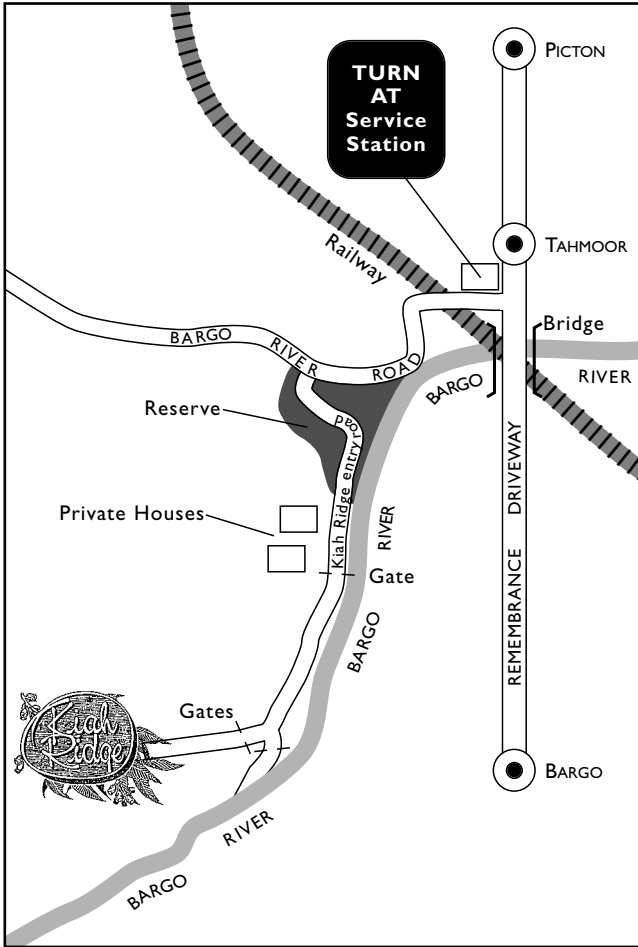 PICTON
TURN
AT
Service
Station
TAHMOOR
Railway
Bridge
BARGO RIVER ROAD
BARGO RIVER
Reserve
Kiah Ridge entry road
Private Houses
RIVER
Gate
BARGO
REMEMBRANCE DRIVEWAY
Kiah
Ridge
Gates
BARGO
RIVER
BARGO